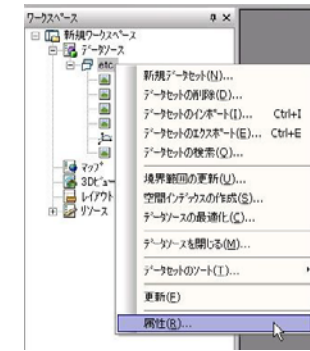 ワークスペース
新規ワークスペース
データソース
etc
マップ
3Dビュー
レイアウト
リソース
新規データセット(N)...
データセットの削除(D)...
データセットのインポート(I)... Ctrl+I
データセットのエクスポート(E)... Ctrl+E
データセットの検索(Q)...
境界範囲の更新(U)...
空間インデックスの作成(S)...
データソースの最適化(C)...
データソースを閉じる(M)...
データセットのソート(T)...
更新(F)
属性(R)...